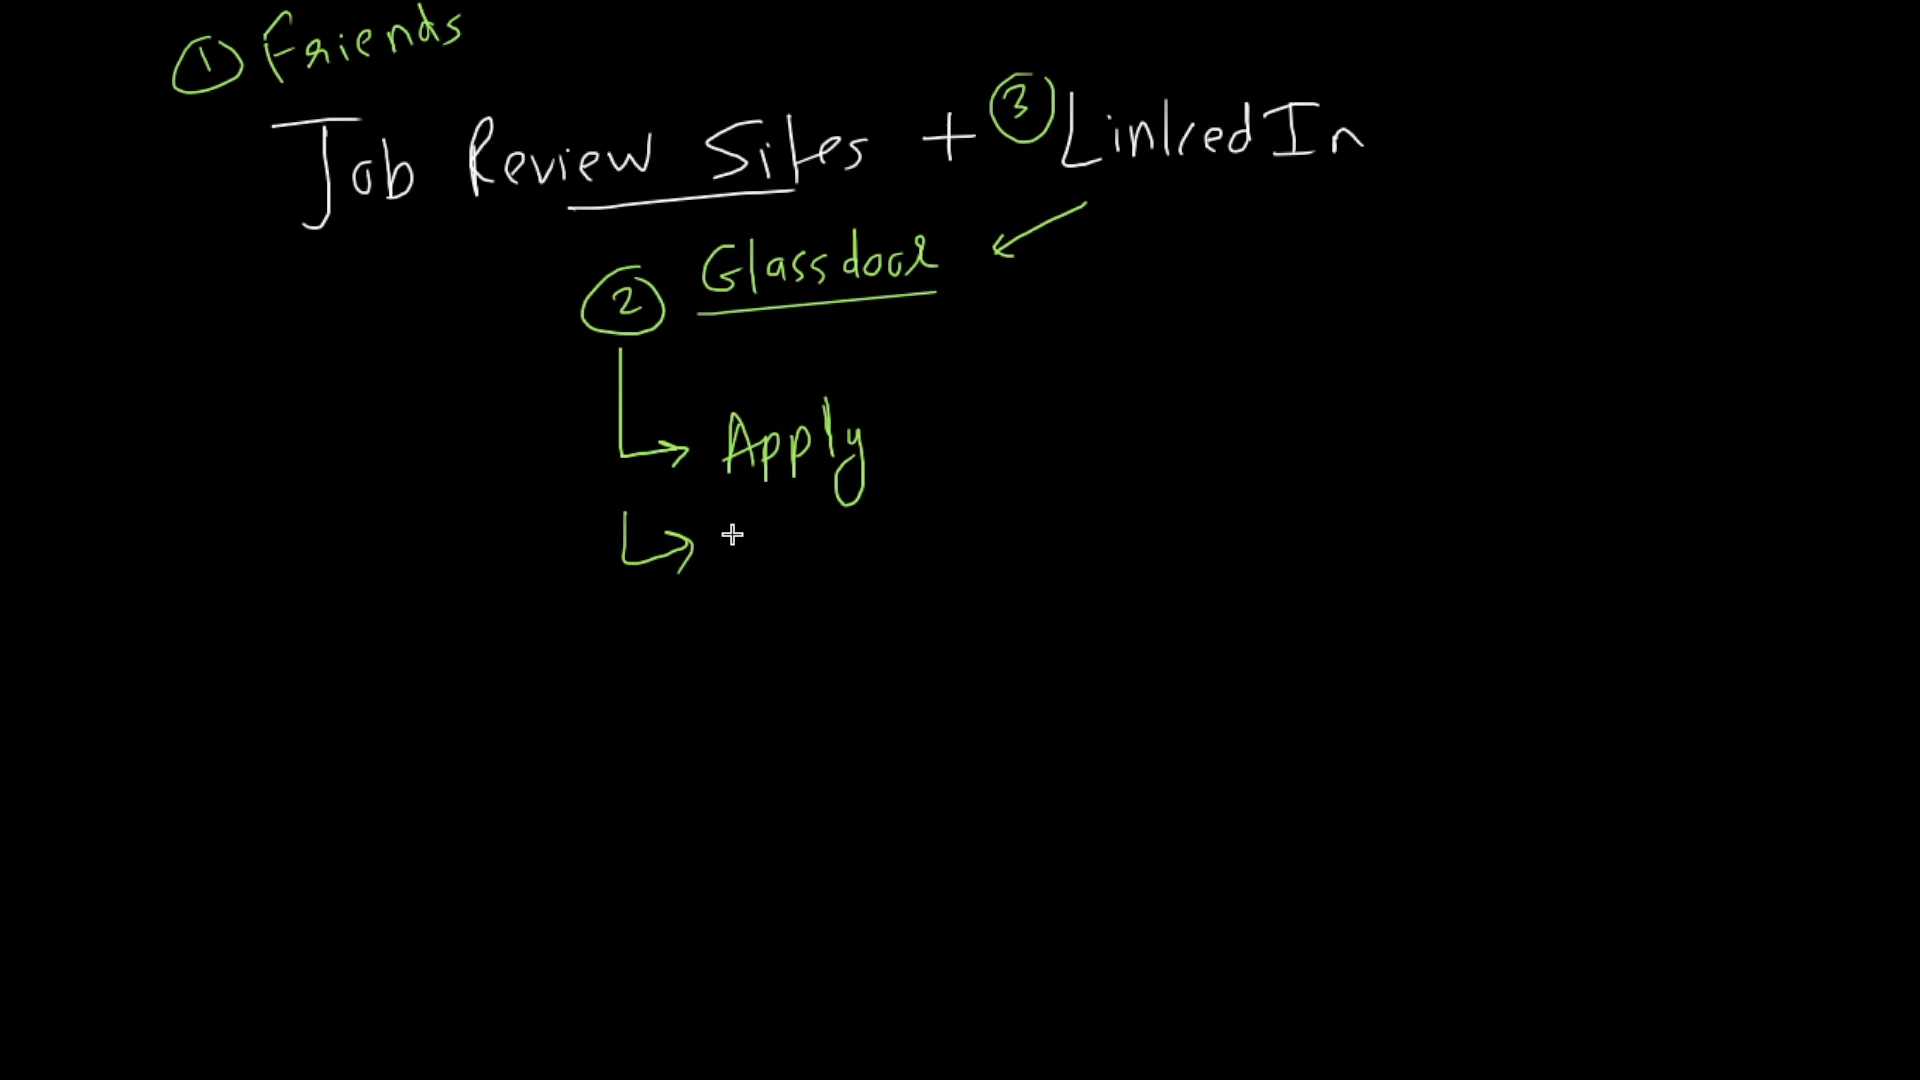 ① Friends
Job Review Sites + ③ LinkedIn
② Glassdoor
↳ Apply
↳